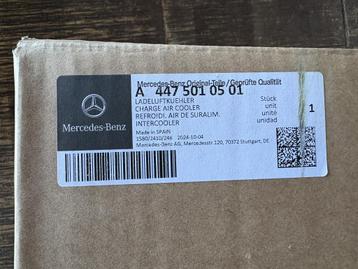 Mercedes-Benz Original-Teile / Geprüfte Qualität
A 447 501 05 01
LADELUFTKUEHLER
CHARGE AIR COOLER
REFROIDI. AIR DE SURALIM.
INTERCOOLER
Stück
unit
unité
unidad
1
Mercedes-Benz
Made in SPAIN
1580/2410/246 2024-10-04
Mercedes-Benz AG, Mercedesstr.120, 70372 Stuttgart, DE